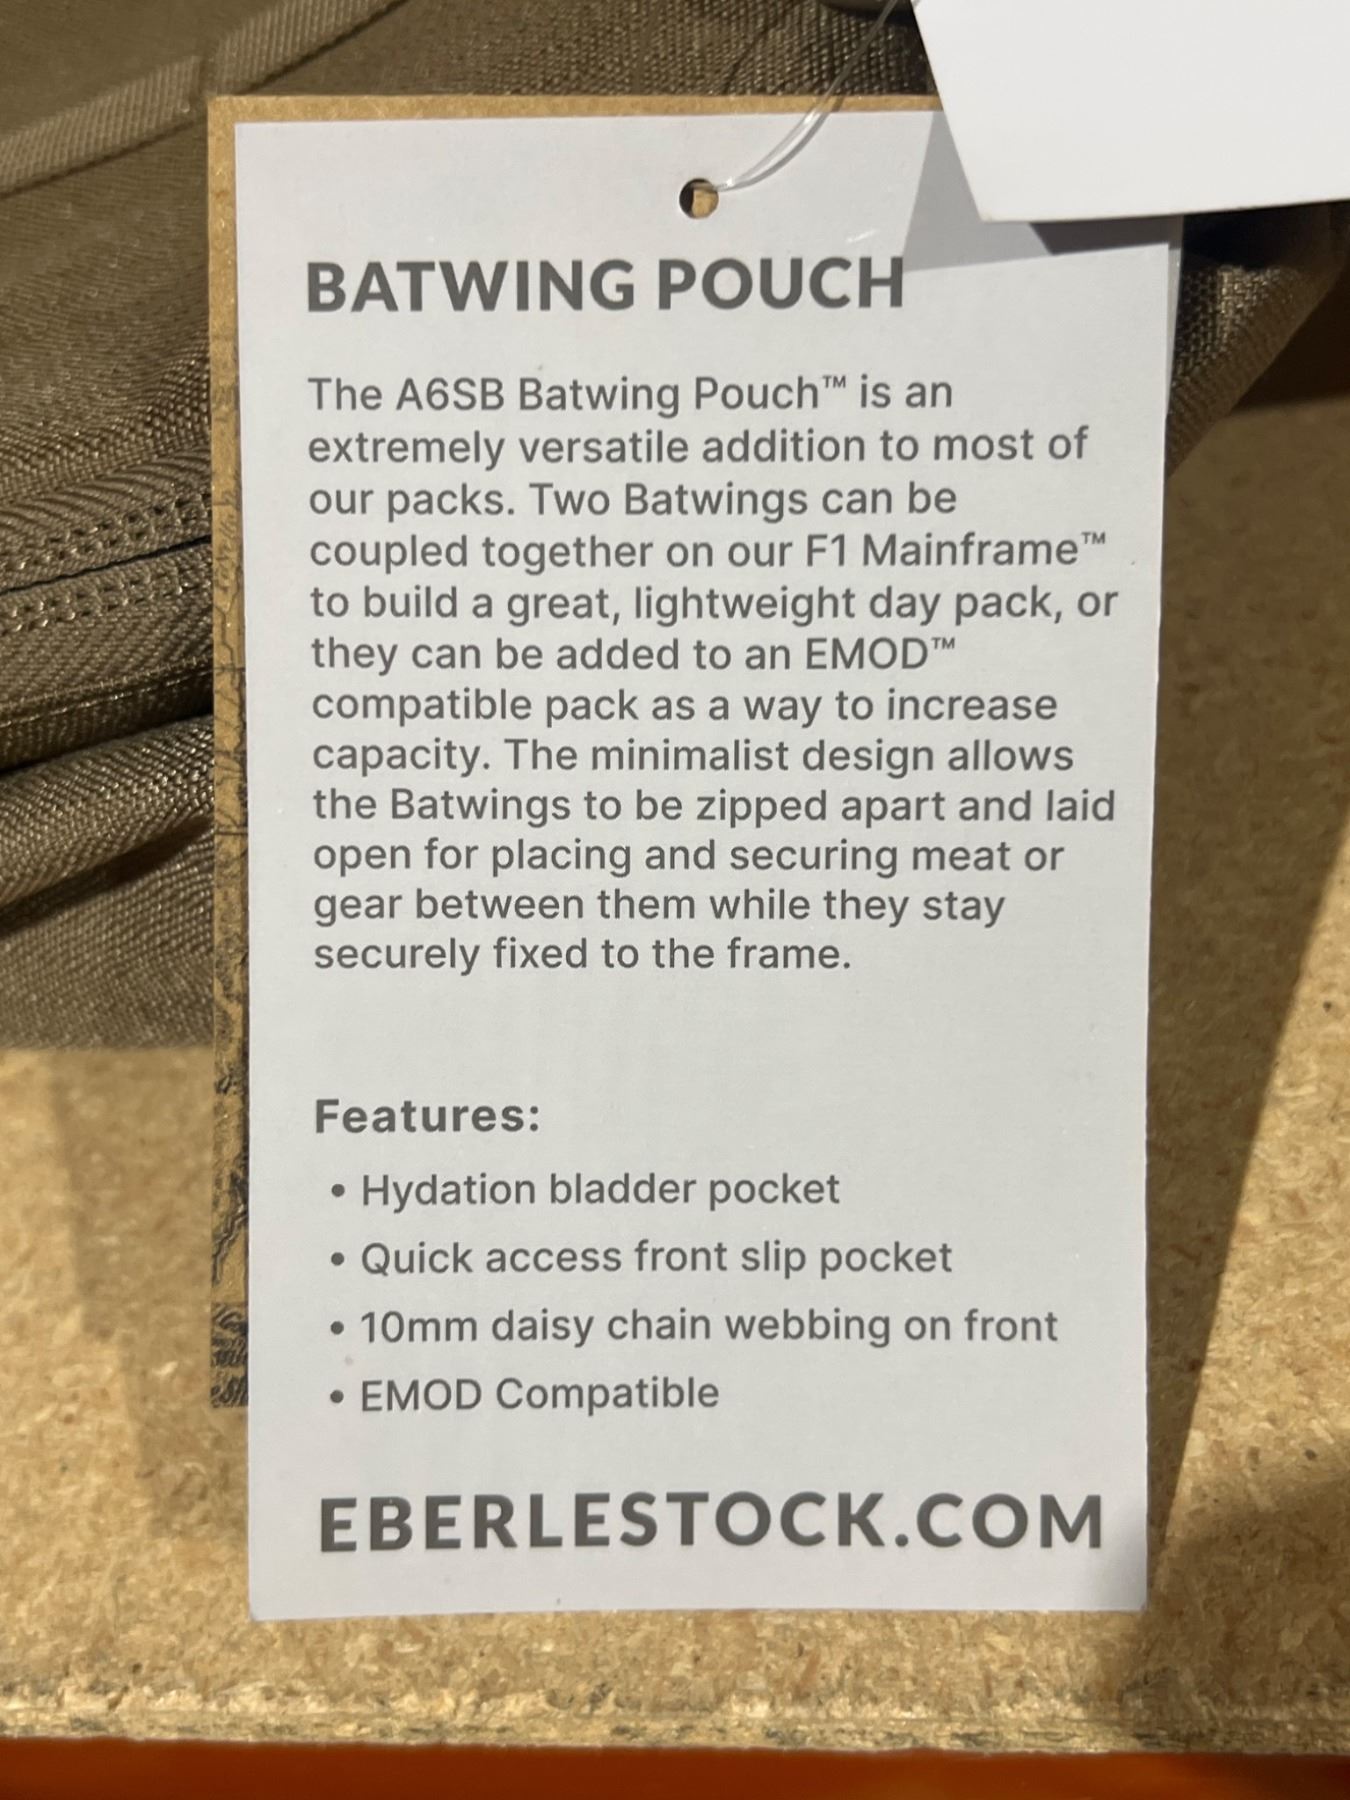 BATWING POUCH
The A6SB Batwing Pouch™ is an
extremely versatile addition to most of
our packs. Two Batwings can be
coupled together on our F1 Mainframe™
to build a great, lightweight day pack, or
they can be added to an EMOD™
compatible pack as a way to increase
capacity. The minimalist design allows
the Batwings to be zipped apart and laid
open for placing and securing meat or
gear between them while they stay
securely fixed to the frame.
Features:
• Hydation bladder pocket
• Quick access front slip pocket
• 10mm daisy chain webbing on front
• EMOD Compatible
EBERLESTOCK.COM